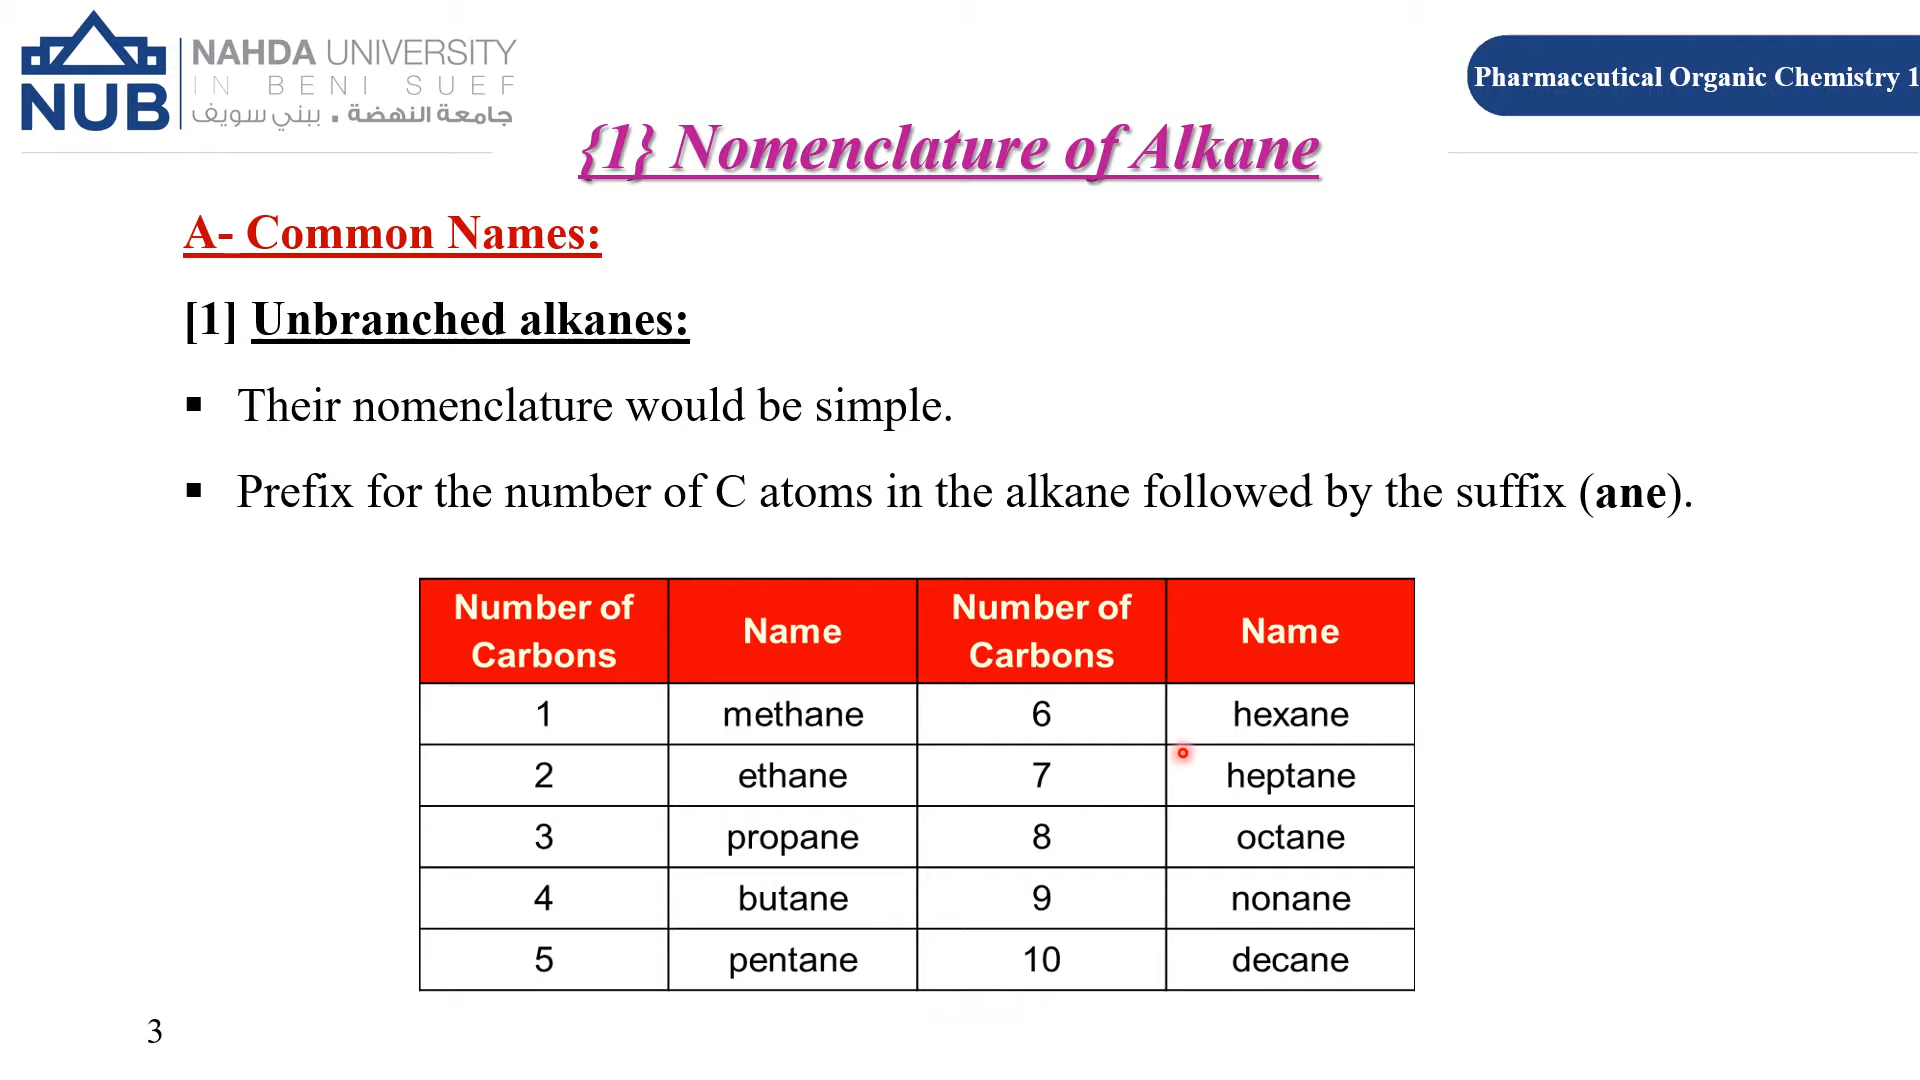 NUB
NAHDA UNIVERSITY
IN BENI SUEF
جامعة النهضة . ببني سويف
Pharmaceutical Organic Chemistry 1
{1} Nomenclature of Alkane
A- Common Names:
[1] Unbranched alkanes:
▪ Their nomenclature would be simple.
▪ Prefix for the number of C atoms in the alkane followed by the suffix (ane).
Number of Carbons Name Number of Carbons Name
1 methane 6 hexane
2 ethane 7 heptane
3 propane 8 octane
4 butane 9 nonane
5 pentane 10 decane
3